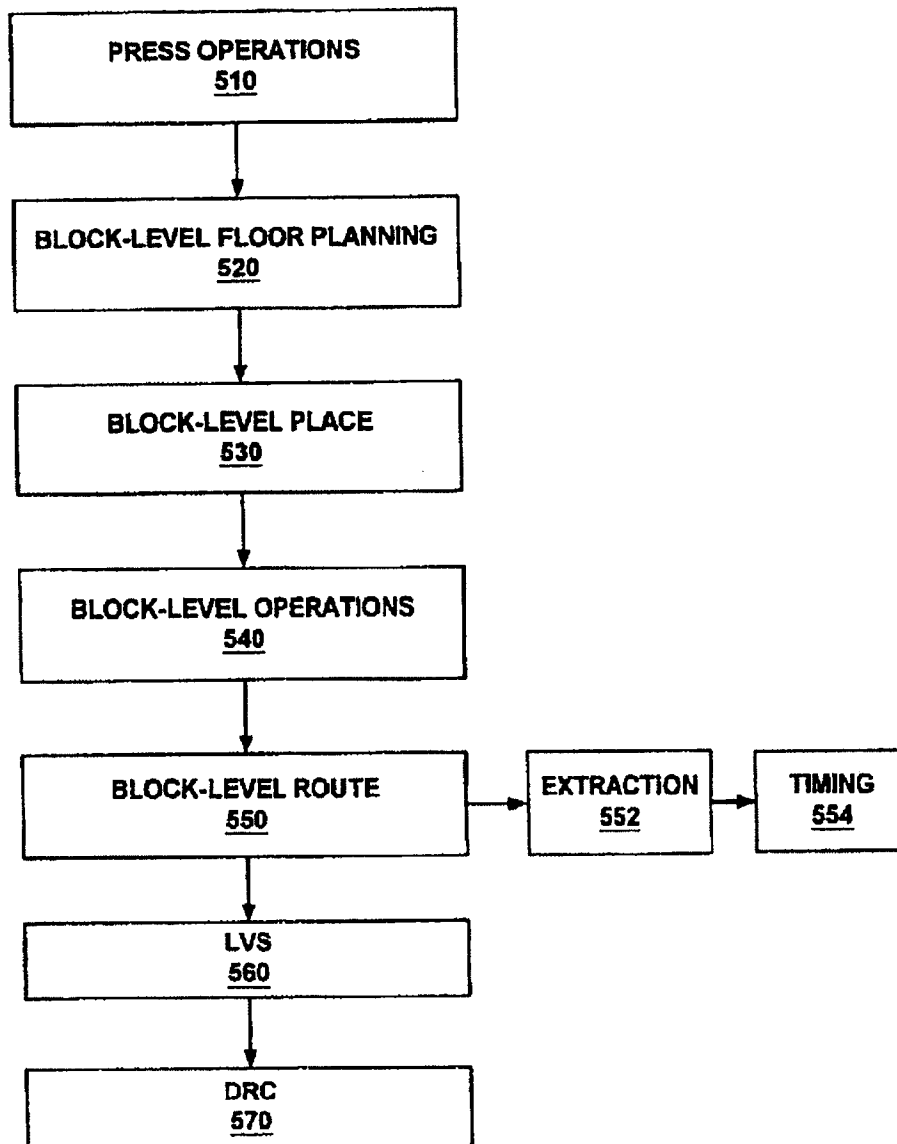 PRESS OPERATIONS
510
BLOCK-LEVEL FLOOR PLANNING
520
BLOCK-LEVEL PLACE
530
BLOCK-LEVEL OPERATIONS
540
BLOCK-LEVEL ROUTE
550
EXTRACTION
552
TIMING
554
LVS
560
DRC
570